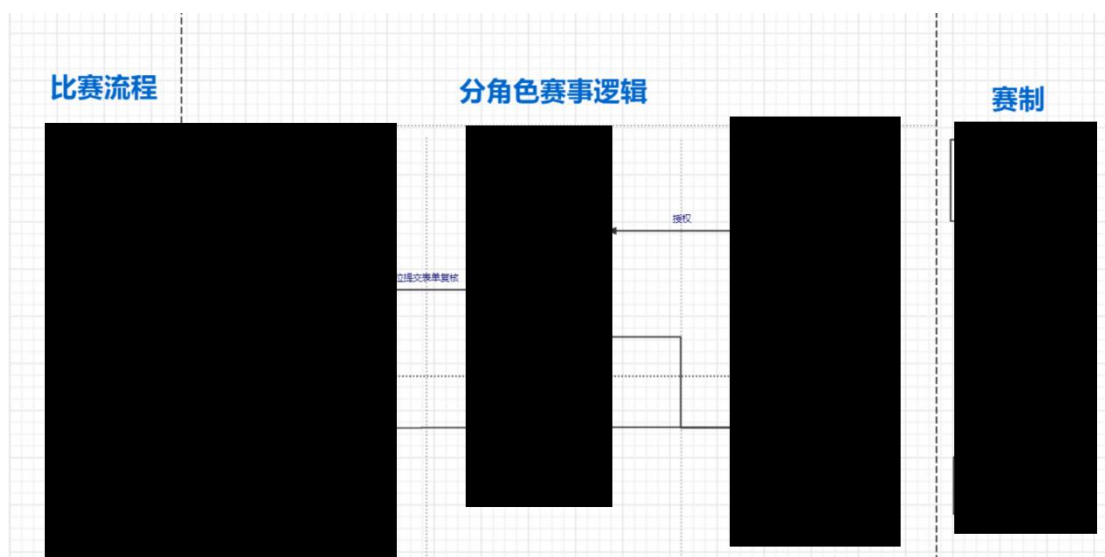 比赛流程
分角色赛事逻辑
赛制
授权
位提交表单复核